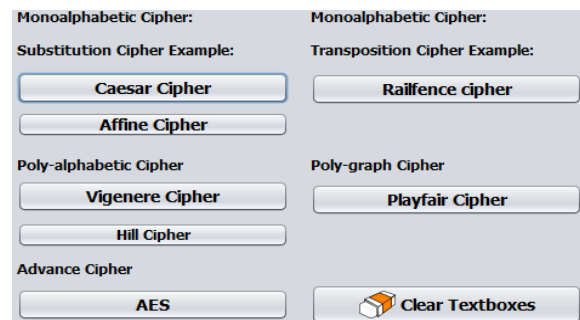 Monoalphabetic Cipher:
Substitution Cipher Example:
Caesar Cipher
Affine Cipher
Poly-alphabetic Cipher
Vigenere Cipher
Hill Cipher
Advance Cipher
AES
Monoalphabetic Cipher:
Transposition Cipher Example:
Railfence cipher
Poly-graph Cipher
Playfair Cipher
Clear Textboxes